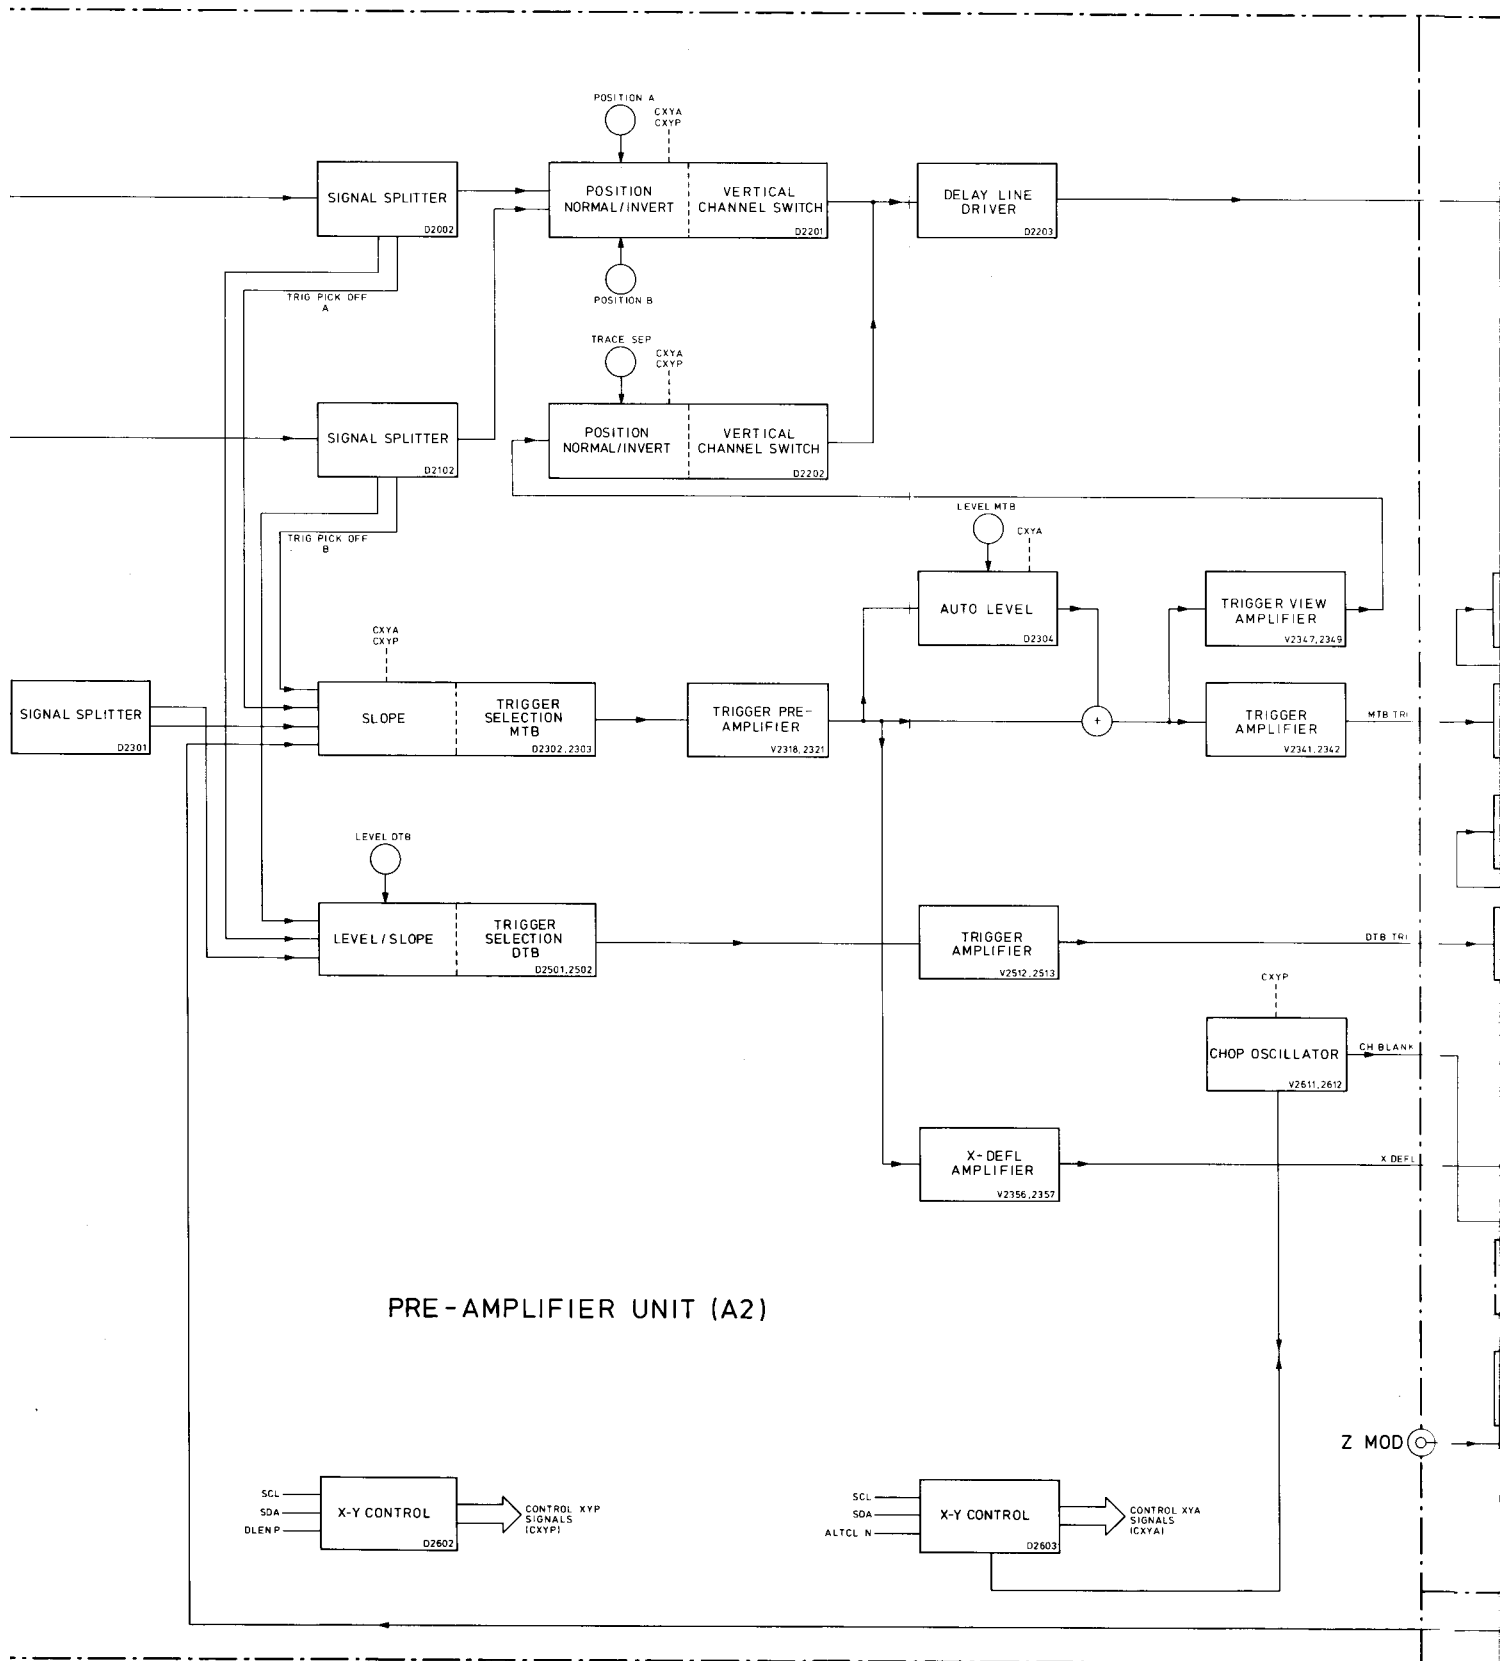 POSITION A
CXYA
CXYP
SIGNAL SPLITTER
D2002
POSITION
NORMAL/INVERT
VERTICAL
CHANNEL SWITCH
D2201
DELAY LINE
DRIVER
D2203
TRIG PICK OFF
A
POSITION B
TRACE SEP
CXYA
CXYP
SIGNAL SPLITTER
D2102
POSITION
NORMAL/INVERT
VERTICAL
CHANNEL SWITCH
D2202
TRIG PICK OFF
B
LEVEL MTB
CXYA
AUTO LEVEL
D2304
TRIGGER VIEW
AMPLIFIER
V2347,2349
CXYA
CXYP
SIGNAL SPLITTER
D2301
SLOPE
TRIGGER
SELECTION
MTB
D2302,2303
TRIGGER PRE-
AMPLIFIER
V2318,2321
+
TRIGGER
AMPLIFIER
V2341,2342
MTB TRI
LEVEL DTB
LEVEL/SLOPE
TRIGGER
SELECTION
DTB
D2501,2502
TRIGGER
AMPLIFIER
V2512,2513
DTB TRI
CXYP
CHOP OSCILLATOR
V2611,2612
CH BLANK
X-DEFL
AMPLIFIER
V2356,2357
X DEFL
PRE-AMPLIFIER UNIT (A2)
Z MOD
SCL
SDA
DLEN P
X-Y CONTROL
D2602
CONTROL XYP
SIGNALS
(CXYP)
SCL
SDA
ALTCL N
X-Y CONTROL
D2603
CONTROL XYA
SIGNALS
(CXYA)